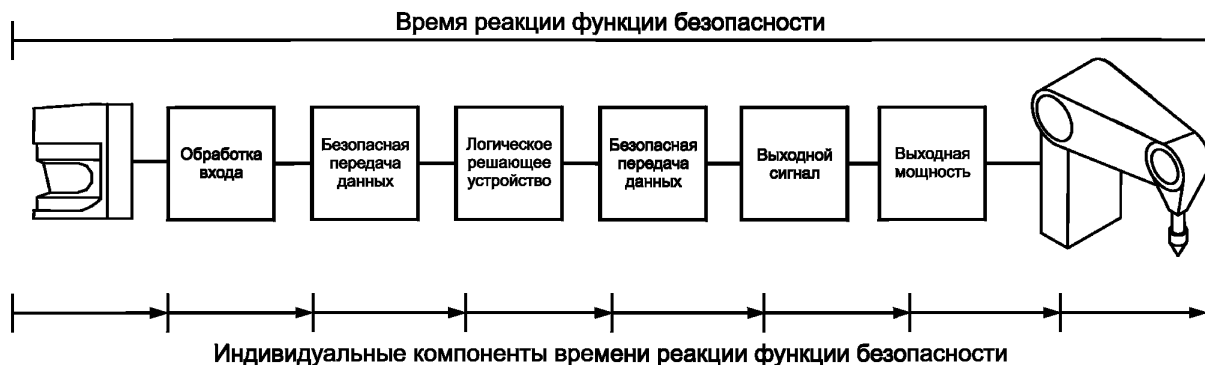 Время реакции функции безопасности
Обработка
входа
Безопасная
передача
данных
Логическое
решающее
устройство
Безопасная
передача
данных
Выходной
сигнал
Выходная
мощность
Индивидуальные компоненты времени реакции функции безопасности